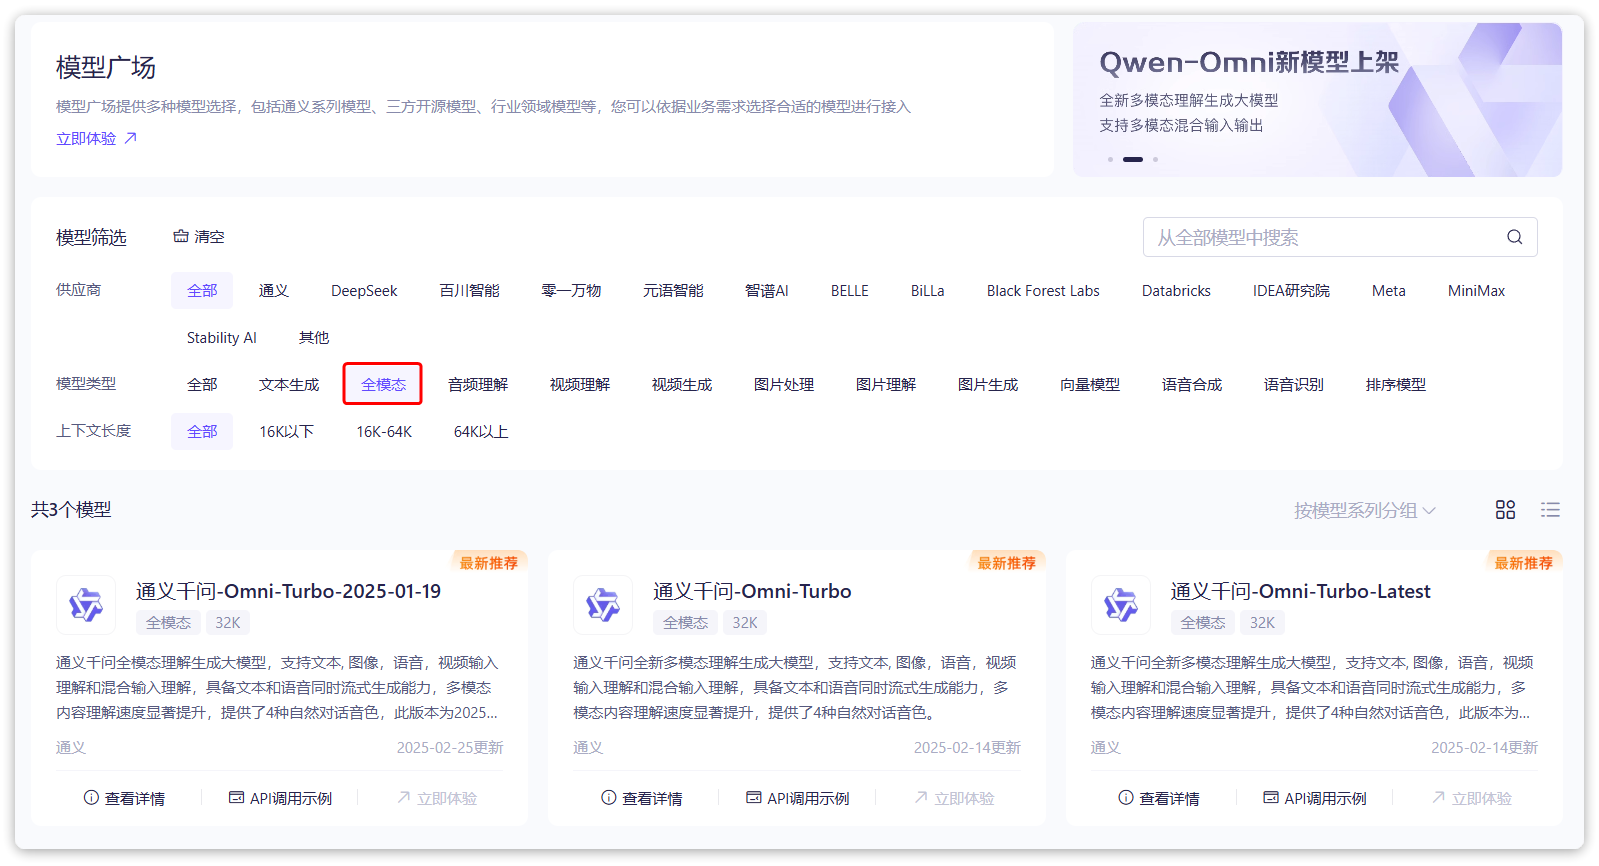 模型广场
模型广场提供多种模型选择，包括通义系列模型、三方开源模型、行业领域模型等，您可以依据业务需求选择合适的模型进行接入
立即体验
Qwen-Omni新模型上架
全新多模态理解生成大模型
支持多模态混合输入输出
模型筛选 清空
从全部模型中搜索
供应商 全部 通义 DeepSeek 百川智能 零一万物 元语智能 智谱AI BELLE BiLLa Black Forest Labs Databricks IDEA研究院 Meta MiniMax
Stability AI 其他
模型类型 全部 文本生成 全模态 音频理解 视频理解 视频生成 图片处理 图片理解 图片生成 向量模型 语音合成 语音识别 排序模型
上下文长度 全部 16K以下 16K-64K 64K以上
共3个模型
按模型系列分组
最新推荐
通义千问-Omni-Turbo-2025-01-19
全模态 32K
通义千问全模态理解生成大模型，支持文本, 图像，语音，视频输入
理解和混合输入理解，具备文本和语音同时流式生成能力，多模态
内容理解速度显著提升，提供了4种自然对话音色，此版本为2025...
通义 2025-02-25更新
查看详情 API调用示例 立即体验
最新推荐
通义千问-Omni-Turbo
全模态 32K
通义千问全新多模态理解生成大模型，支持文本, 图像，语音，视频
输入理解和混合输入理解，具备文本和语音同时流式生成能力，多
模态内容理解速度显著提升，提供了4种自然对话音色。
通义 2025-02-14更新
查看详情 API调用示例 立即体验
最新推荐
通义千问-Omni-Turbo-Latest
全模态 32K
通义千问全新多模态理解生成大模型，支持文本, 图像，语音，视频
输入理解和混合输入理解，具备文本和语音同时流式生成能力，多
模态内容理解速度显著提升，提供了4种自然对话音色，此版本为...
通义 2025-02-14更新
查看详情 API调用示例 立即体验